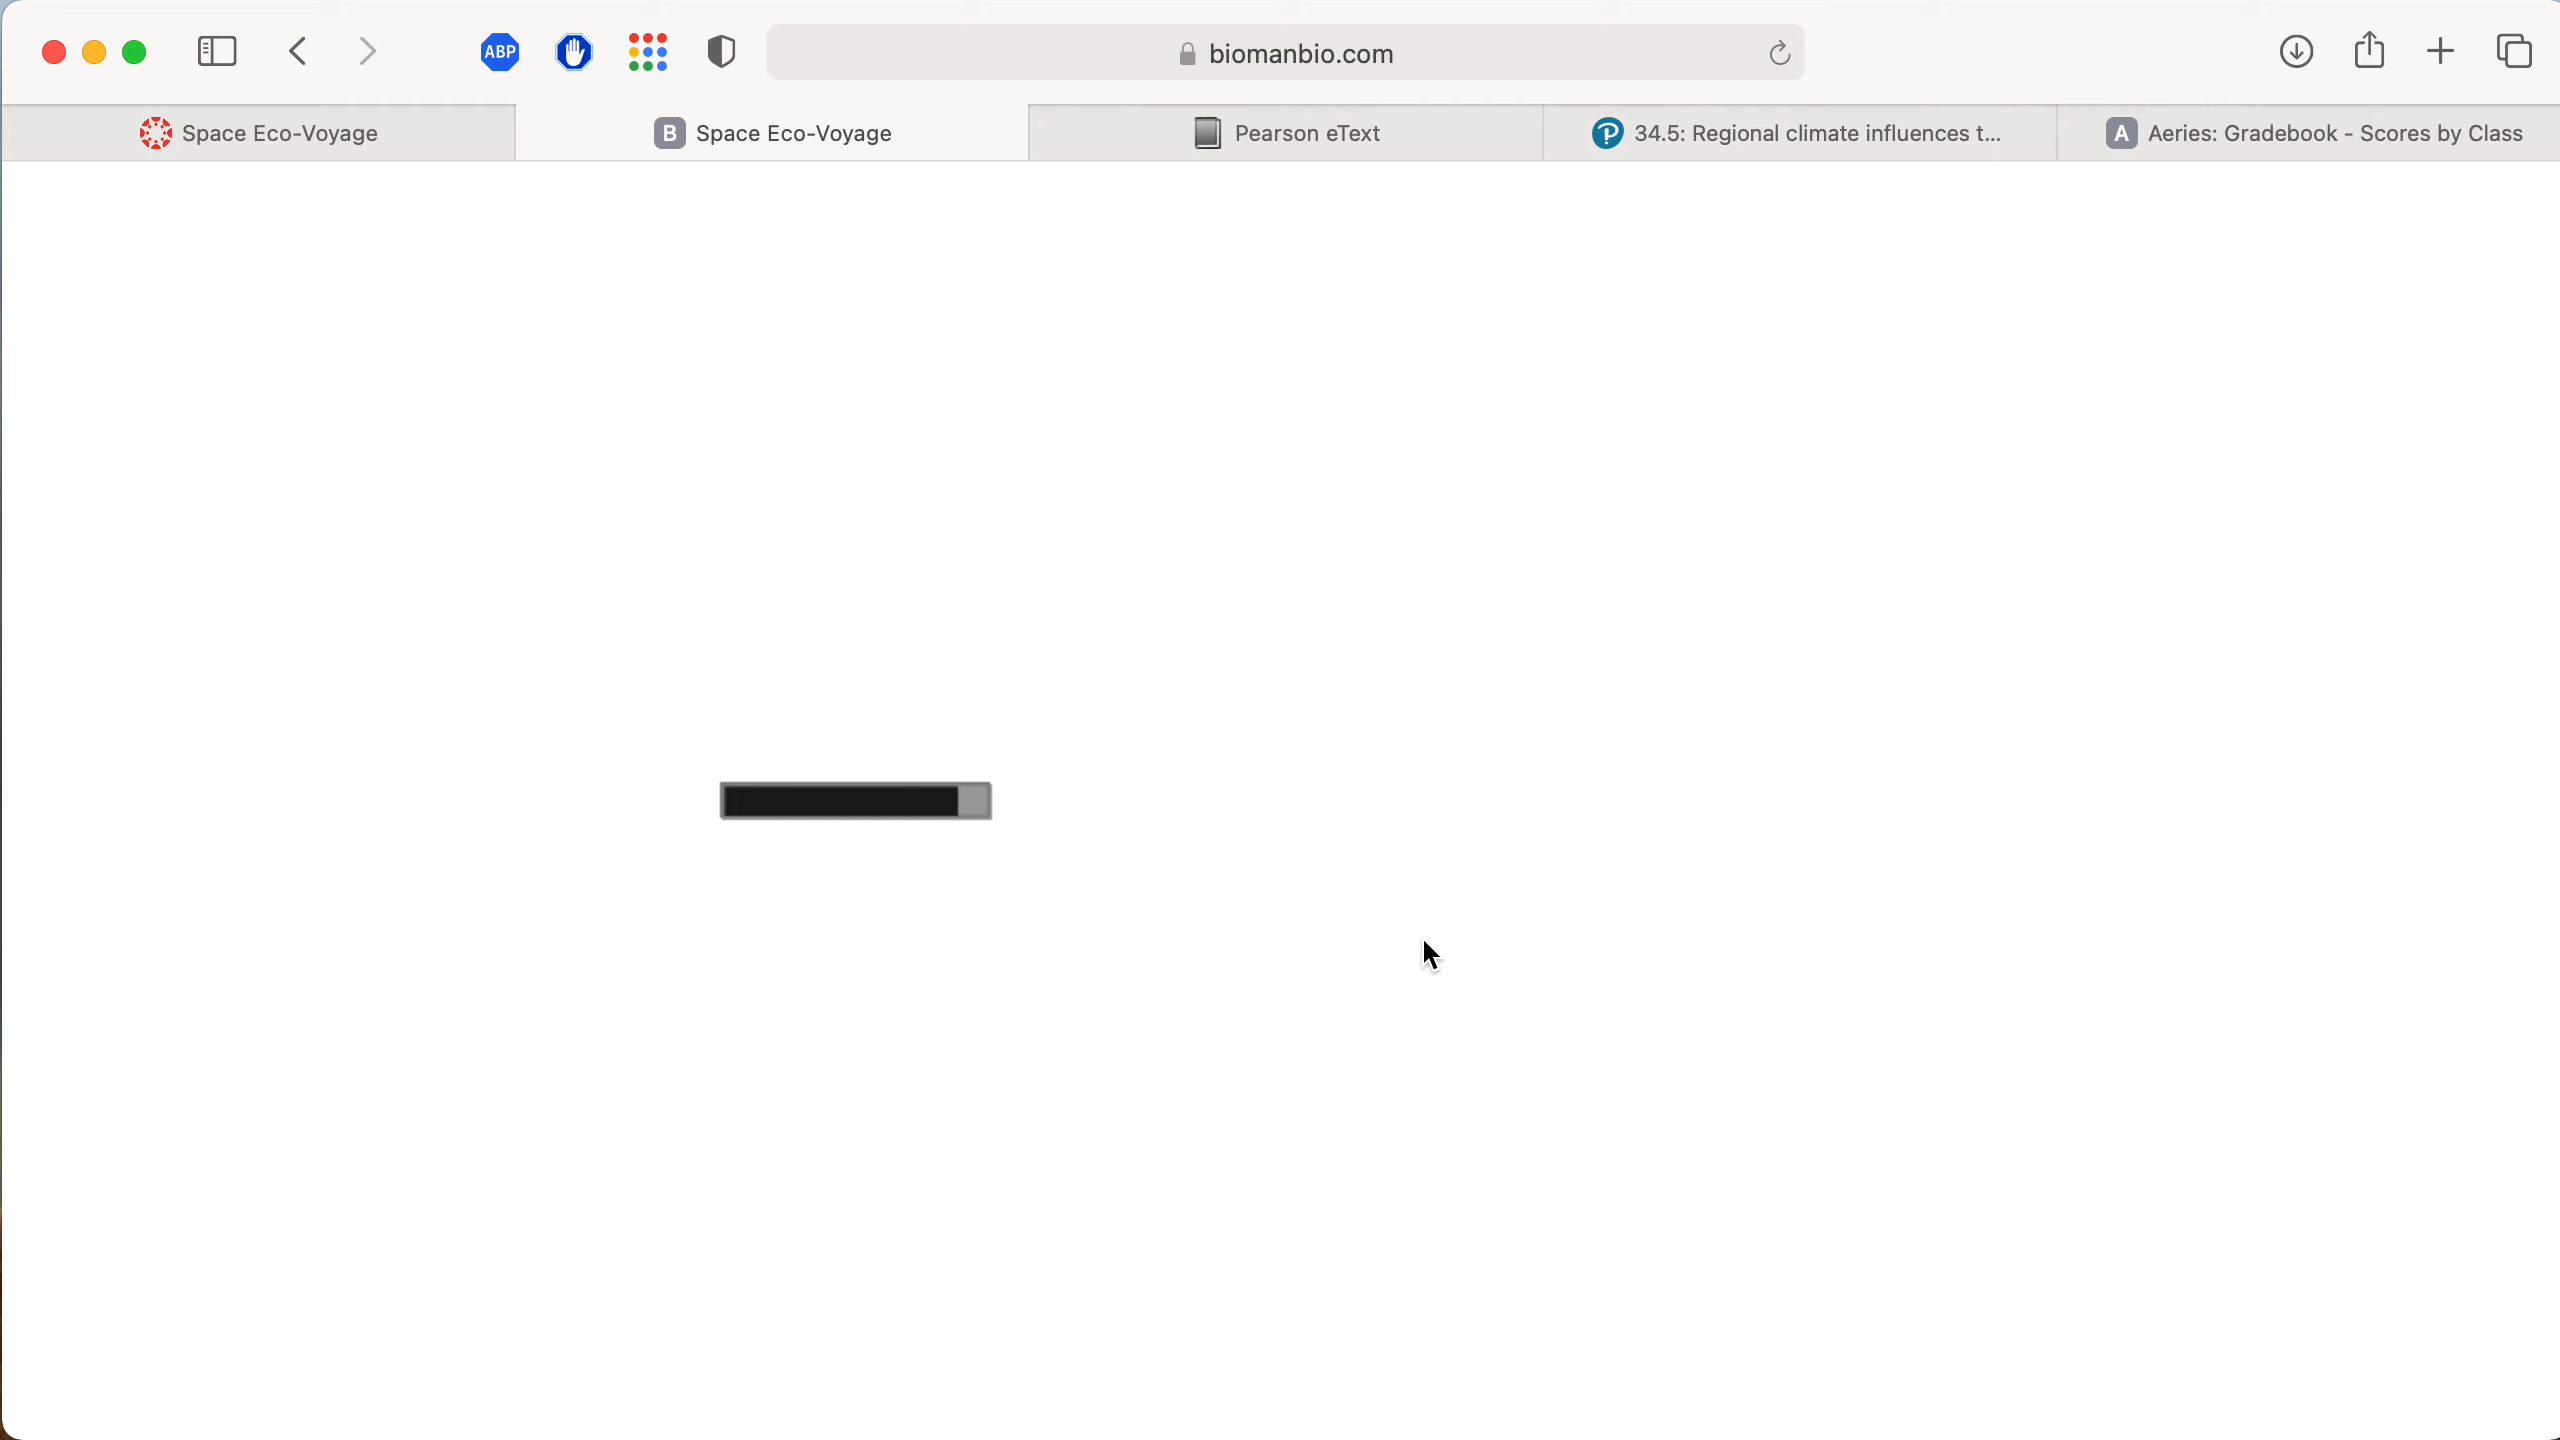 ABP
biomanbio.com
Space Eco-Voyage
B Space Eco-Voyage
Pearson eText
P 34.5: Regional climate influences t...
A Aeries: Gradebook - Scores by Class